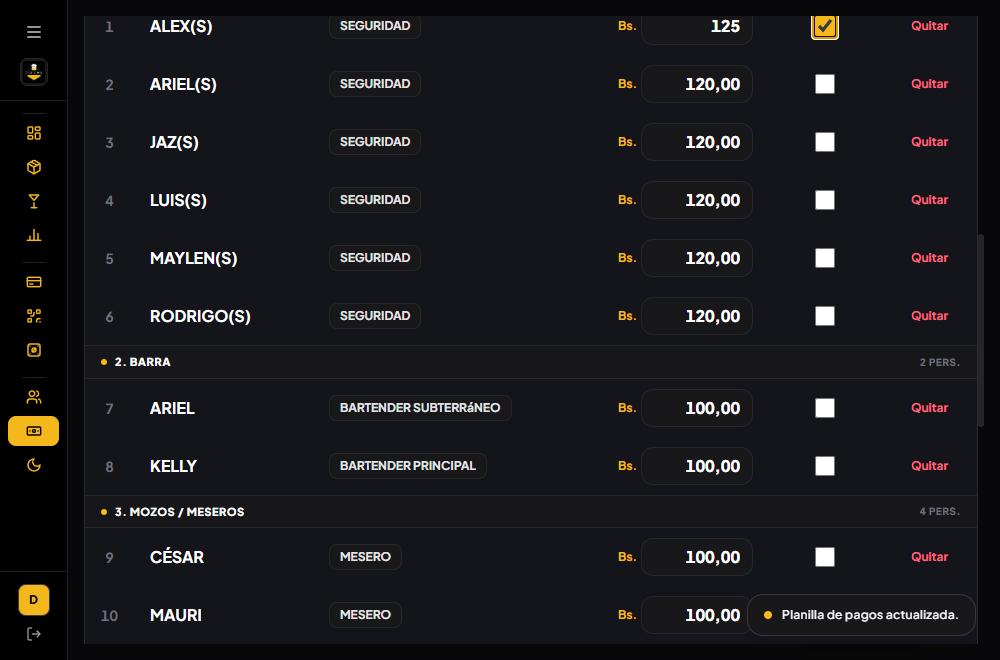 1 ALEX(S) SEGURIDAD Bs. 125 Quitar
2 ARIEL(S) SEGURIDAD Bs. 120,00 Quitar
3 JAZ(S) SEGURIDAD Bs. 120,00 Quitar
4 LUIS(S) SEGURIDAD Bs. 120,00 Quitar
5 MAYLEN(S) SEGURIDAD Bs. 120,00 Quitar
6 RODRIGO(S) SEGURIDAD Bs. 120,00 Quitar
2. BARRA 2 PERS.
7 ARIEL BARTENDER SUBTERRáNEO Bs. 100,00 Quitar
8 KELLY BARTENDER PRINCIPAL Bs. 100,00 Quitar
3. MOZOS / MESEROS 4 PERS.
9 CÉSAR MESERO Bs. 100,00 Quitar
10 MAURI MESERO Bs. 100,00
Planilla de pagos actualizada.
D